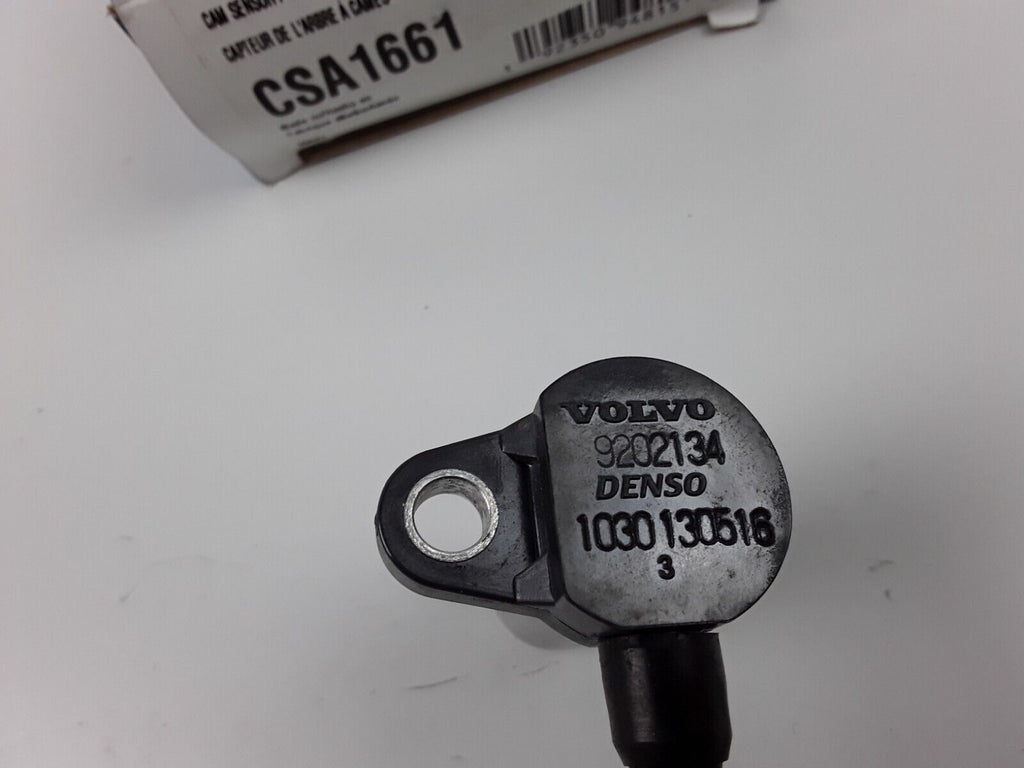 CAM SENSOR
CAPTEUR DE L'ARBRE À CAMES
CSA1661
VOLVO
9202134
DENSO
1030130516
3